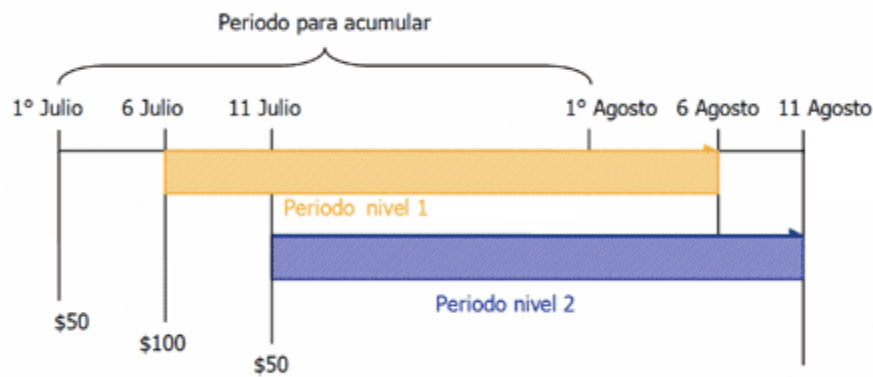 Periodo para acumular
1° Julio 6 Julio 11 Julio 1° Agosto 6 Agosto 11 Agosto
Periodo nivel 1
Periodo nivel 2
$50
$100
$50